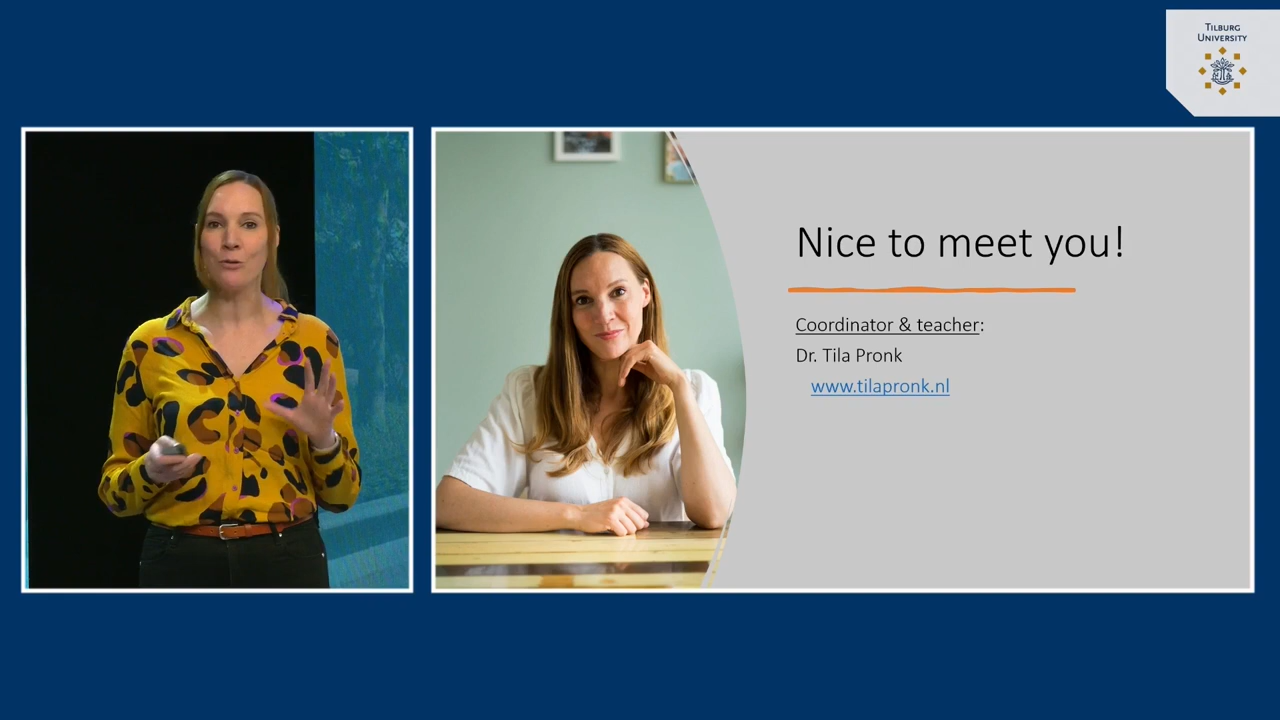 TILBURG
UNIVERSITY
Nice to meet you!
Coordinator & teacher:
Dr. Tila Pronk
www.tilapronk.nl